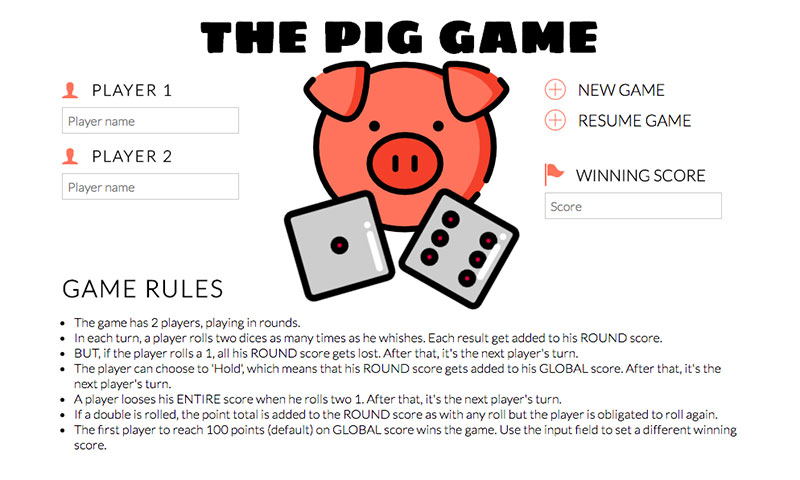 THE PIG GAME
PLAYER 1
Player name
PLAYER 2
Player name
NEW GAME
RESUME GAME
WINNING SCORE
Score
GAME RULES
The game has 2 players, playing in rounds.
In each turn, a player rolls two dices as many times as he whishes. Each result get added to his ROUND score.
BUT, if the player rolls a 1, all his ROUND score gets lost. After that, it's the next player's turn.
The player can choose to 'Hold', which means that his ROUND score gets added to his GLOBAL score. After that, it's the
next player's turn.
A player looses his ENTIRE score when he rolls two 1. After that, it's the next player's turn.
If a double is rolled, the point total is added to the ROUND score as with any roll but the player is obligated to roll again.
The first player to reach 100 points (default) on GLOBAL score wins the game. Use the input field to set a different winning
score.